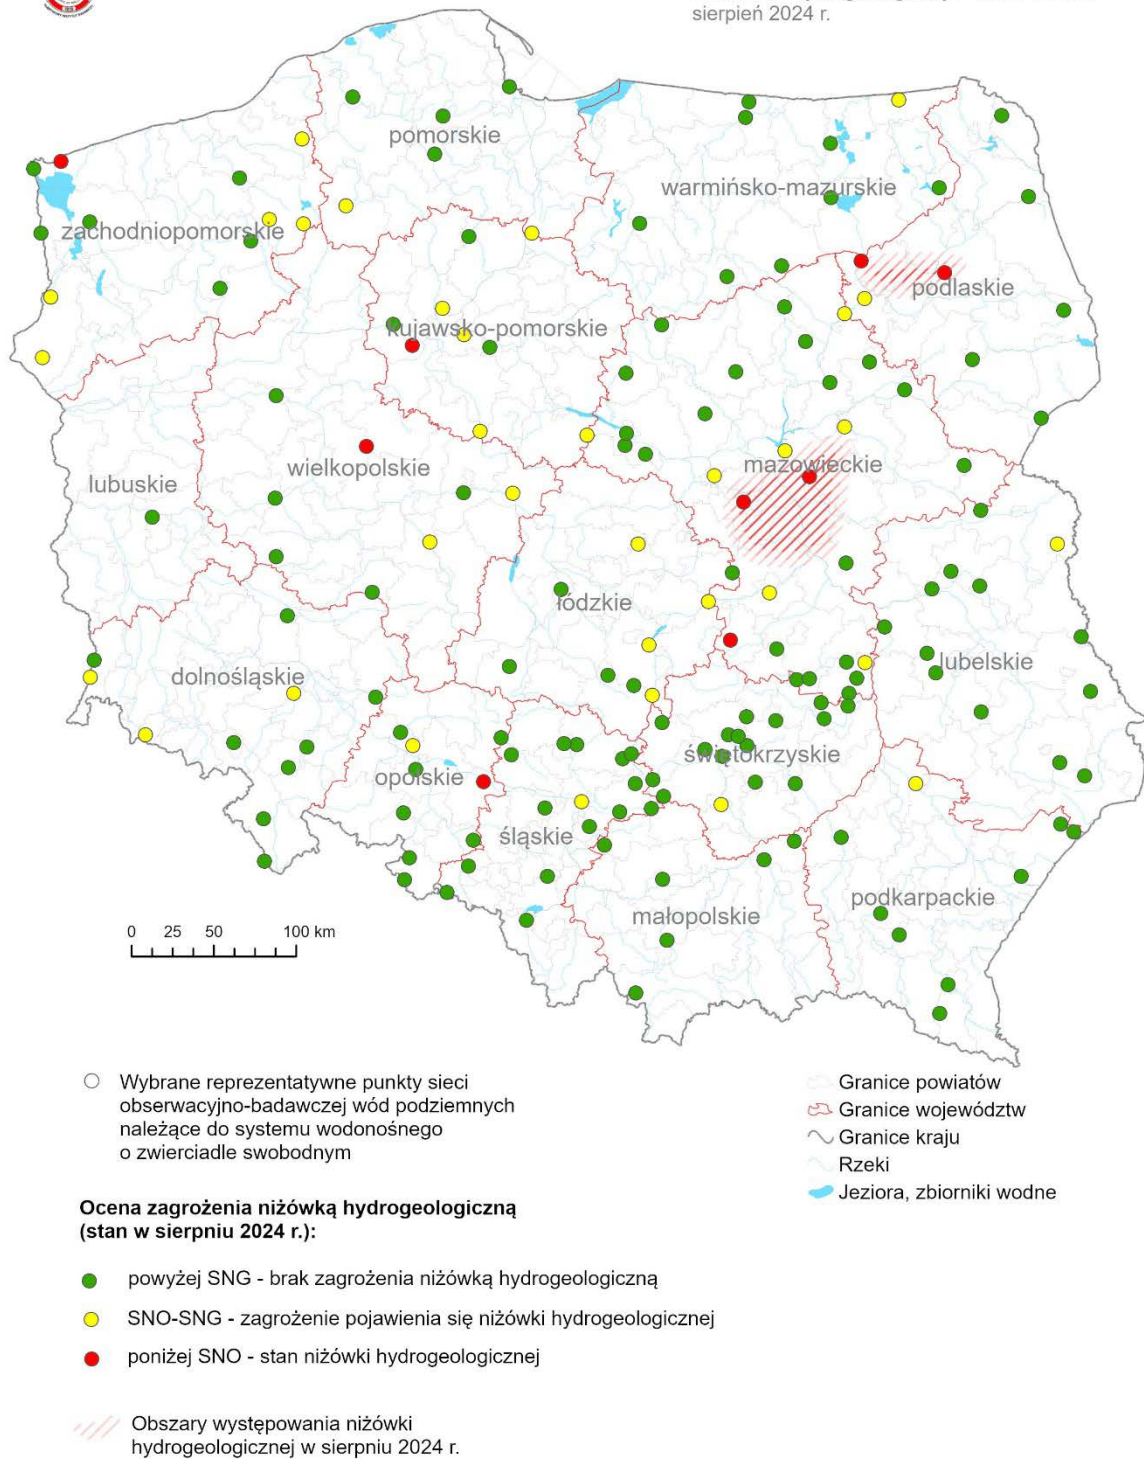 sierpień 2024 r.
pomorskie
warmińsko-mazurskie
zachodniopomorskie
podlaskie
kujawsko-pomorskie
wielkopolskie
mazowieckie
lubuskie
łódzkie
lubelskie
dolnośląskie
świętokrzyskie
opolskie
śląskie
podkarpackie
małopolskie
0 25 50 100 km
Wybrane reprezentatywne punkty sieci
obserwacyjno-badawczej wód podziemnych
należące do systemu wodonośnego
o zwierciadle swobodnym
Granice powiatów
Granice województw
Granice kraju
Rzeki
Jeziora, zbiorniki wodne
Ocena zagrożenia niżówką hydrogeologiczną
(stan w sierpniu 2024 r.):
powyżej SNG - brak zagrożenia niżówką hydrogeologiczną
SNO-SNG - zagrożenie pojawienia się niżówki hydrogeologicznej
poniżej SNO - stan niżówki hydrogeologicznej
Obszary występowania niżówki
hydrogeologicznej w sierpniu 2024 r.